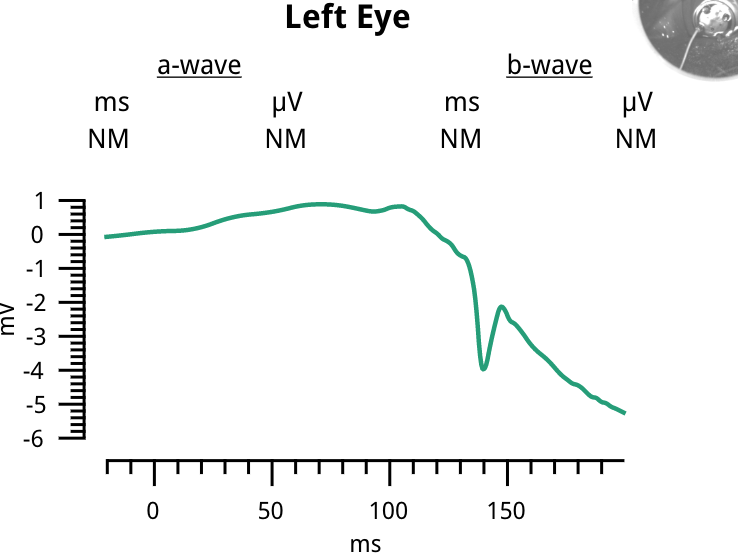 Left Eye
a-wave b-wave
ms µV ms µV
NM NM NM NM
1
0
-1
-2
-3
-4
-5
-6
mV
0 50 100 150
ms